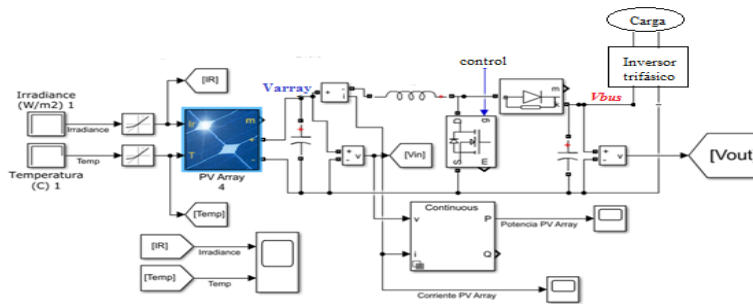 Carga
control
Inversor
trifásico
[IR]
Varray
Vbus
Irradiance
(W/m2) 1
Irradiance
Ir
m
+
-
T
PV Array
4
Temp
Temperatura
(C) 1
[Temp]
+
-
i
+
-
v
[Vin]
D
g
S
E
m
k
+
-
v
[Vout
Continuous
v
i
P
Q
Potencia PV Array
Corriente PV Array
[IR]
Irradiance
[Temp]
Temp